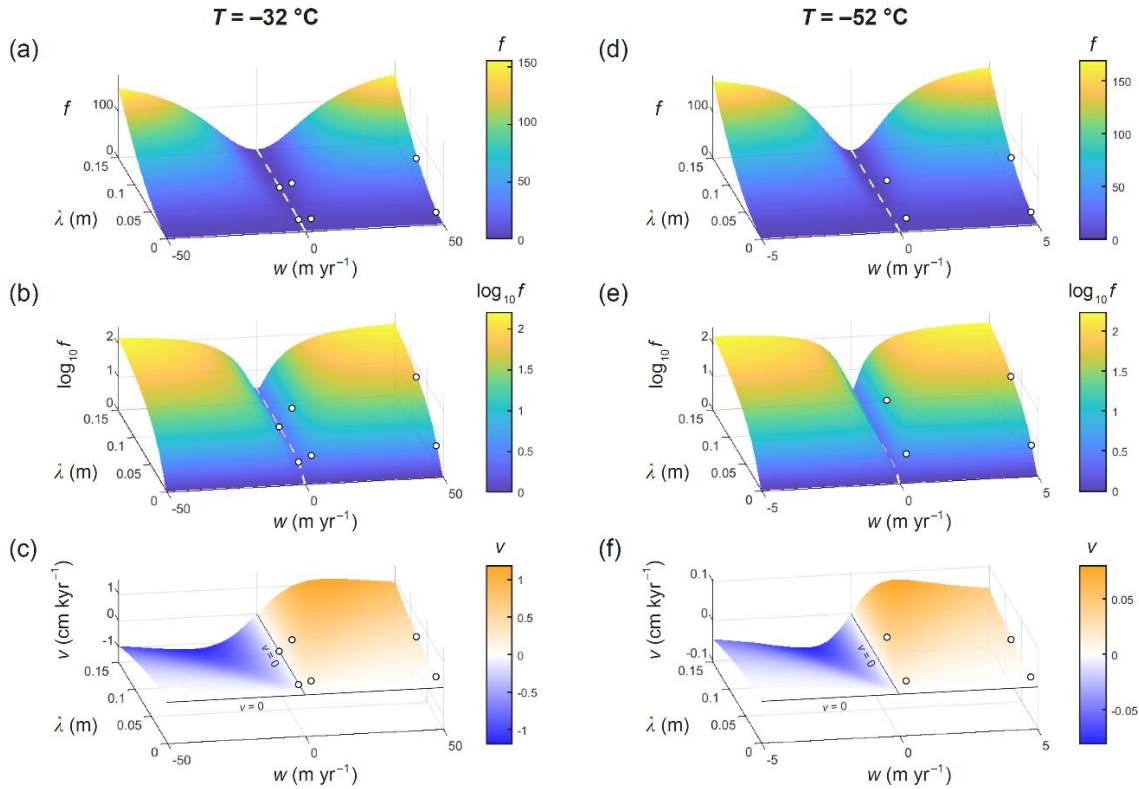 T = –32 °C
T = –52 °C
(a)
f
100
0
0.15
0.1
0.05
0
λ (m)
-50
0
50
w (m yr⁻¹)
f
150
100
50
0
(d)
f
100
0
0.15
0.1
0.05
0
λ (m)
-5
0
5
w (m yr⁻¹)
f
150
100
50
0
(b)
log₁₀ f
2
1
0
0.15
0.1
0.05
0
λ (m)
-50
0
50
w (m yr⁻¹)
log₁₀ f
2
1.5
1
0.5
0.0
(e)
log₁₀ f
2
1
0
0.15
0.1
0.05
0
λ (m)
-5
0
5
w (m yr⁻¹)
log₁₀ f
2
1.5
1
0.5
0.0
(c)
v (cm kyr⁻¹)
1
0
-1
0.15
0.1
0.05
0
λ (m)
v = 0
v = 0
-50
0
50
w (m yr⁻¹)
v
1
0.5
0
-0.5
-1
(f)
v (cm kyr⁻¹)
0.1
0
-0.1
0.15
0.1
0.05
0
λ (m)
v = 0
v = 0
-5
0
5
w (m yr⁻¹)
v
0.05
0
-0.05